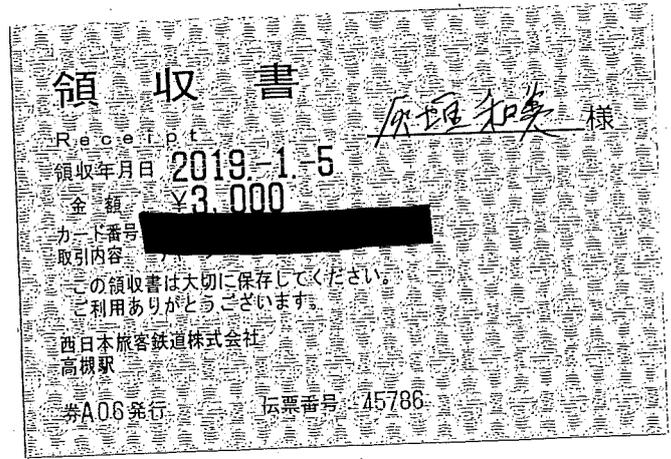 領収書
灰垣和美 様
Receipt
領収年月日 2019.-1.-5
金額 ¥3,000
カード番号
取引内容
この領収書は大切に保存してください。
ご利用ありがとうございます。
西日本旅客鉄道株式会社
高槻駅
券A06発行 伝票番号 45786